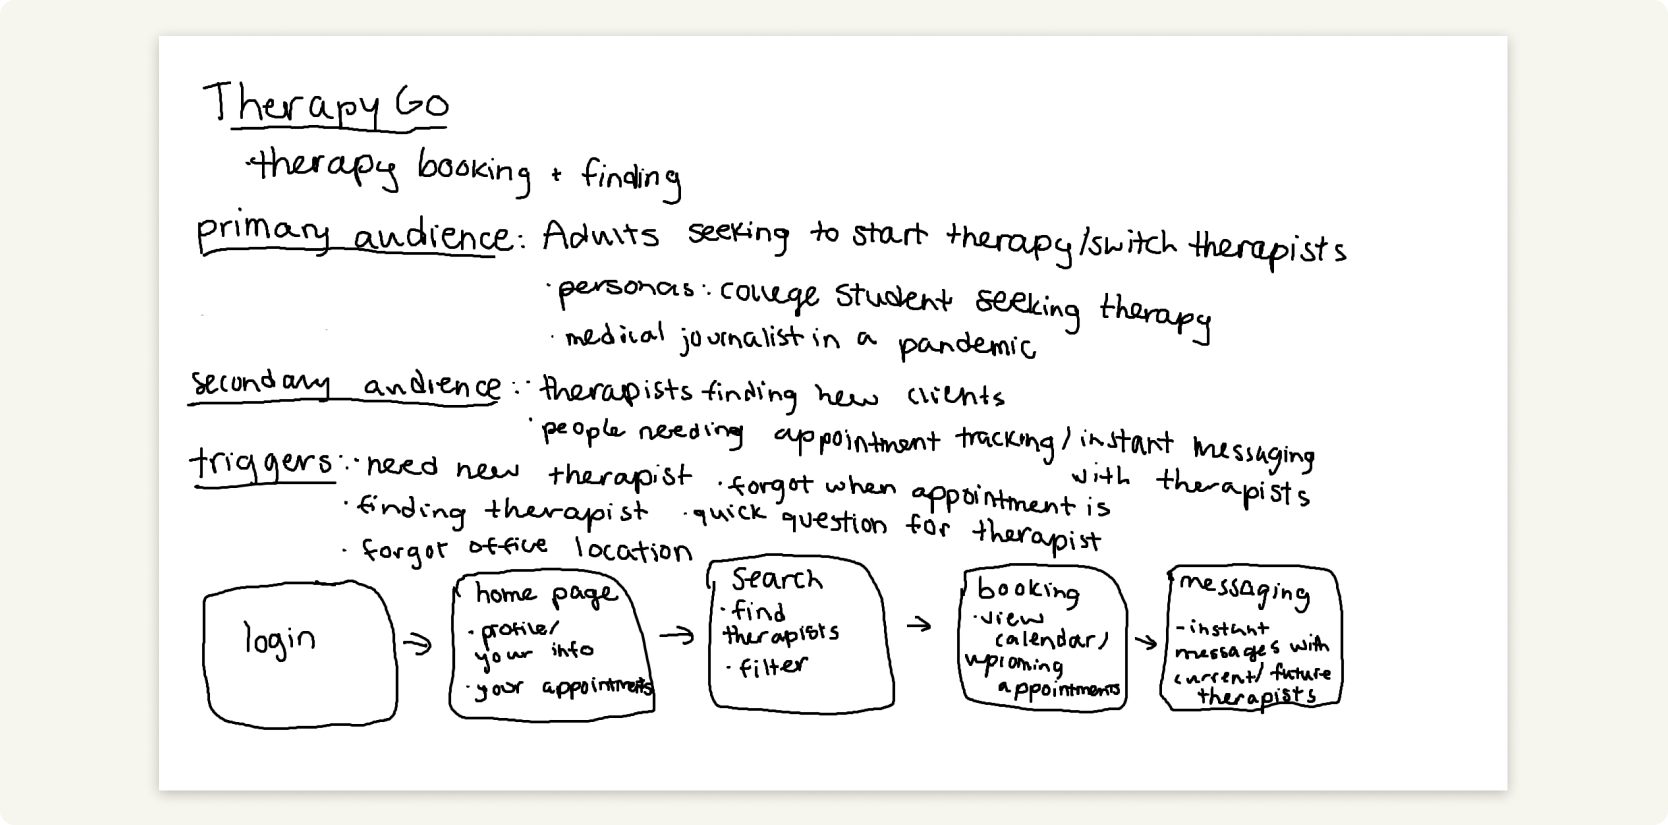 Therapy Go
·therapy booking + finding
primary audience: Adults seeking to start therapy/switch therapists
·personas: college student seeking therapy
·medical journalist in a pandemic
secondary audience: ·therapists finding new clients
·people needing appointment tracking/instant messaging
with therapists
triggers: ·need new therapist ·forgot when appointment is
·finding therapist ·quick question for therapist
·forgot office location
login
→
home page
·profile/
your info
·your appointments
→
search
·find
therapists
·filter
→
booking
·view
calendar/
upcoming
appointments
→
messaging
-instant
messages with
current/future
therapists